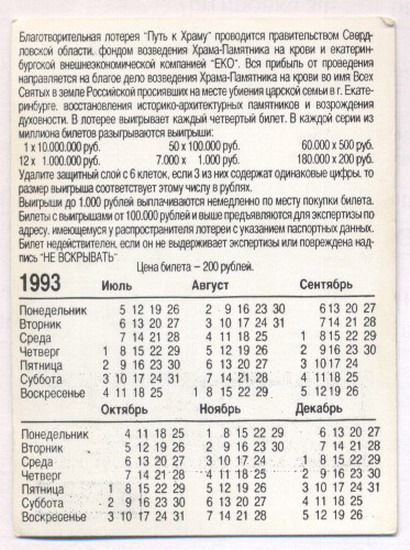 Благотворительная лотерея "Путь к Храму" проводится правительством Сверд-
ловской области, фондом возведения Храма-Памятника на крови и екатерин-
бургской внешнеэкономической компанией "ЕКО". Вся прибыль от проведения
направляется на благое дело возведения Храма-Памятника на крови во имя Всех
Святых в земле Российской просиявших на месте убиения царской семьи в г. Екате-
ринбурге, восстановления историко-архитектурных памятников и возрождения
духовности. В лотерее выигрывает каждый четвертый билет. В каждой серии из
миллиона билетов разыгрываются выигрыши:
1 x 10.000.000 руб. 50 x 100.000 руб. 60.000 x 500 руб.
12 x 1.000.000 руб. 7.000 x 1.000 руб. 180.000 x 200 руб.
Удалите защитный слой с 6 клеток, если 3 из них содержат одинаковые цифры, то
размер выигрыша соответствует этому числу в рублях.
Выигрыши до 1.000 рублей выплачиваются немедленно по месту покупки билета.
Билеты с выигрышами от 100.000 рублей и выше предъявляются для экспертизы по
адресу, имеющемуся у распространителя лотереи с указанием паспортных данных.
Билет недействителен, если он не выдерживает экспертизы или повреждена над-
пись "НЕ ВСКРЫВАТЬ"
Цена билета – 200 рублей.
1993 Июль Август Сентябрь
Понедельник 5 12 19 26 2 9 16 23 30 6 13 20 27
Вторник 6 13 20 27 3 10 17 24 31 7 14 21 28
Среда 7 14 21 28 4 11 18 25 1 8 15 22 29
Четверг 1 8 15 22 29 5 12 19 26 2 9 16 23 30
Пятница 2 9 16 23 30 6 13 20 27 3 10 17 24
Суббота 3 10 17 24 31 7 14 21 28 4 11 18 25
Воскресенье 4 11 18 25 1 8 15 22 29 5 12 19 26
Октябрь Ноябрь Декабрь
Понедельник 4 11 18 25 1 8 15 22 29 6 13 20 27
Вторник 5 12 19 26 2 9 16 23 30 7 14 21 28
Среда 6 13 20 27 3 10 17 24 1 8 15 22 29
Четверг 7 14 21 28 4 11 18 25 2 9 16 23 30
Пятница 1 8 15 22 29 5 12 19 26 3 10 17 24 31
Суббота 2 9 16 23 30 6 13 20 27 4 11 18 25
Воскресенье 3 10 17 24 31 7 14 21 28 5 12 19 26